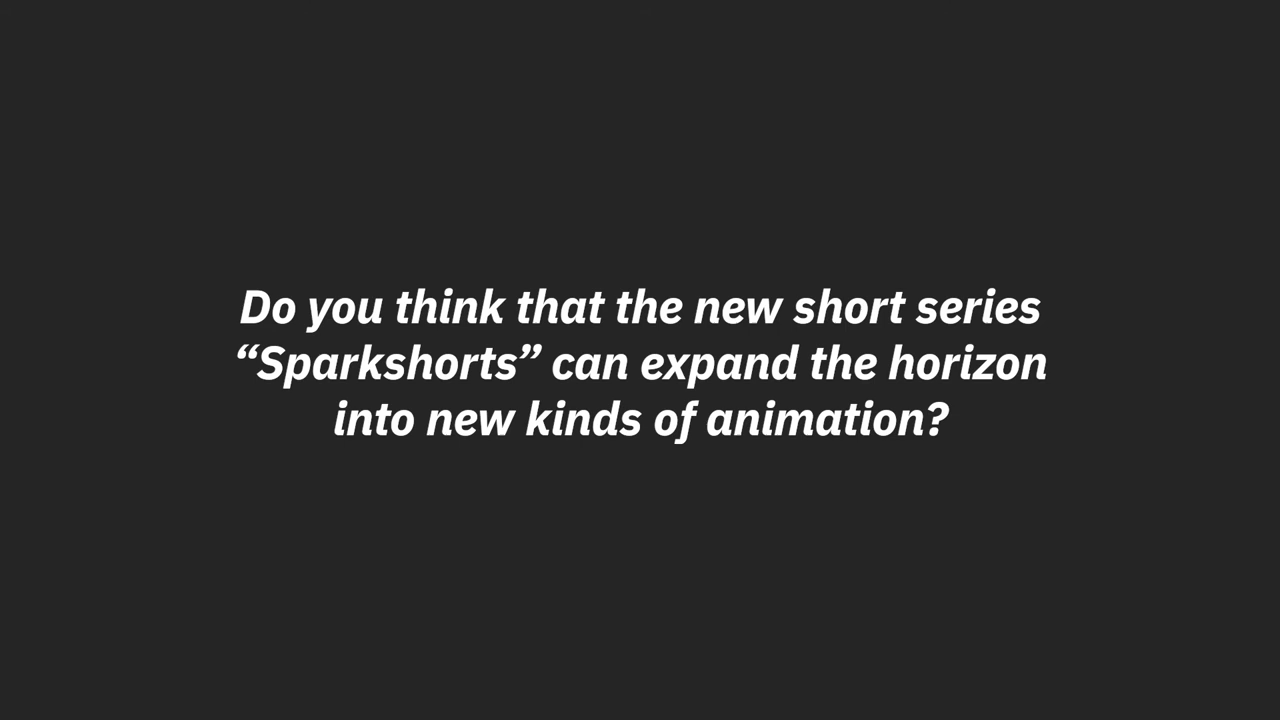 Do you think that the new short series
“Sparkshorts” can expand the horizon
into new kinds of animation?